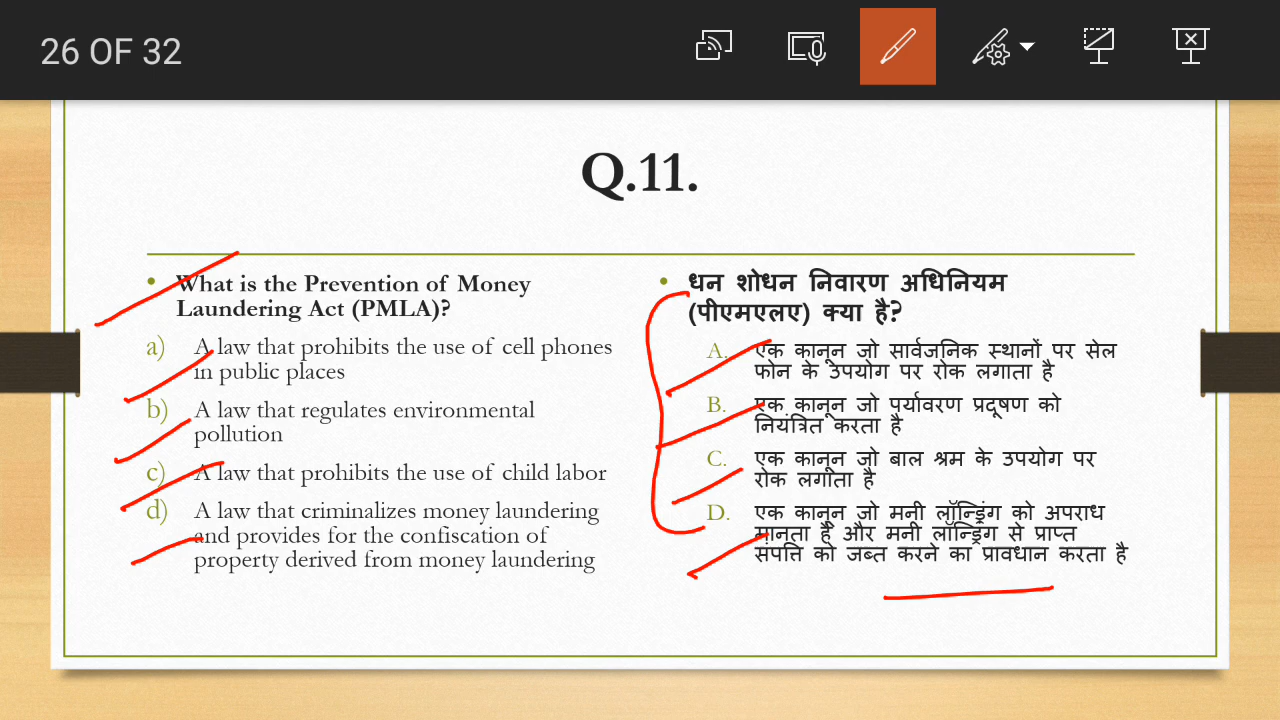 26 OF 32
Q.11.
• What is the Prevention of Money
Laundering Act (PMLA)?
a) A law that prohibits the use of cell phones
in public places
b) A law that regulates environmental
pollution
c) A law that prohibits the use of child labor
d) A law that criminalizes money laundering
and provides for the confiscation of
property derived from money laundering
• धन शोधन निवारण अधिनियम
(पीएमएलए) क्या है?
A. एक कानून जो सार्वजनिक स्थानों पर सेल
फोन के उपयोग पर रोक लगाता है
B. एक कानून जो पर्यावरण प्रदूषण को
नियंत्रित करता है
C. एक कानून जो बाल श्रम के उपयोग पर
रोक लगाता है
D. एक कानून जो मनी लॉन्ड्रिंग को अपराध
मानता है और मनी लॉन्ड्रिंग से प्राप्त
संपत्ति को जब्त करने का प्रावधान करता है